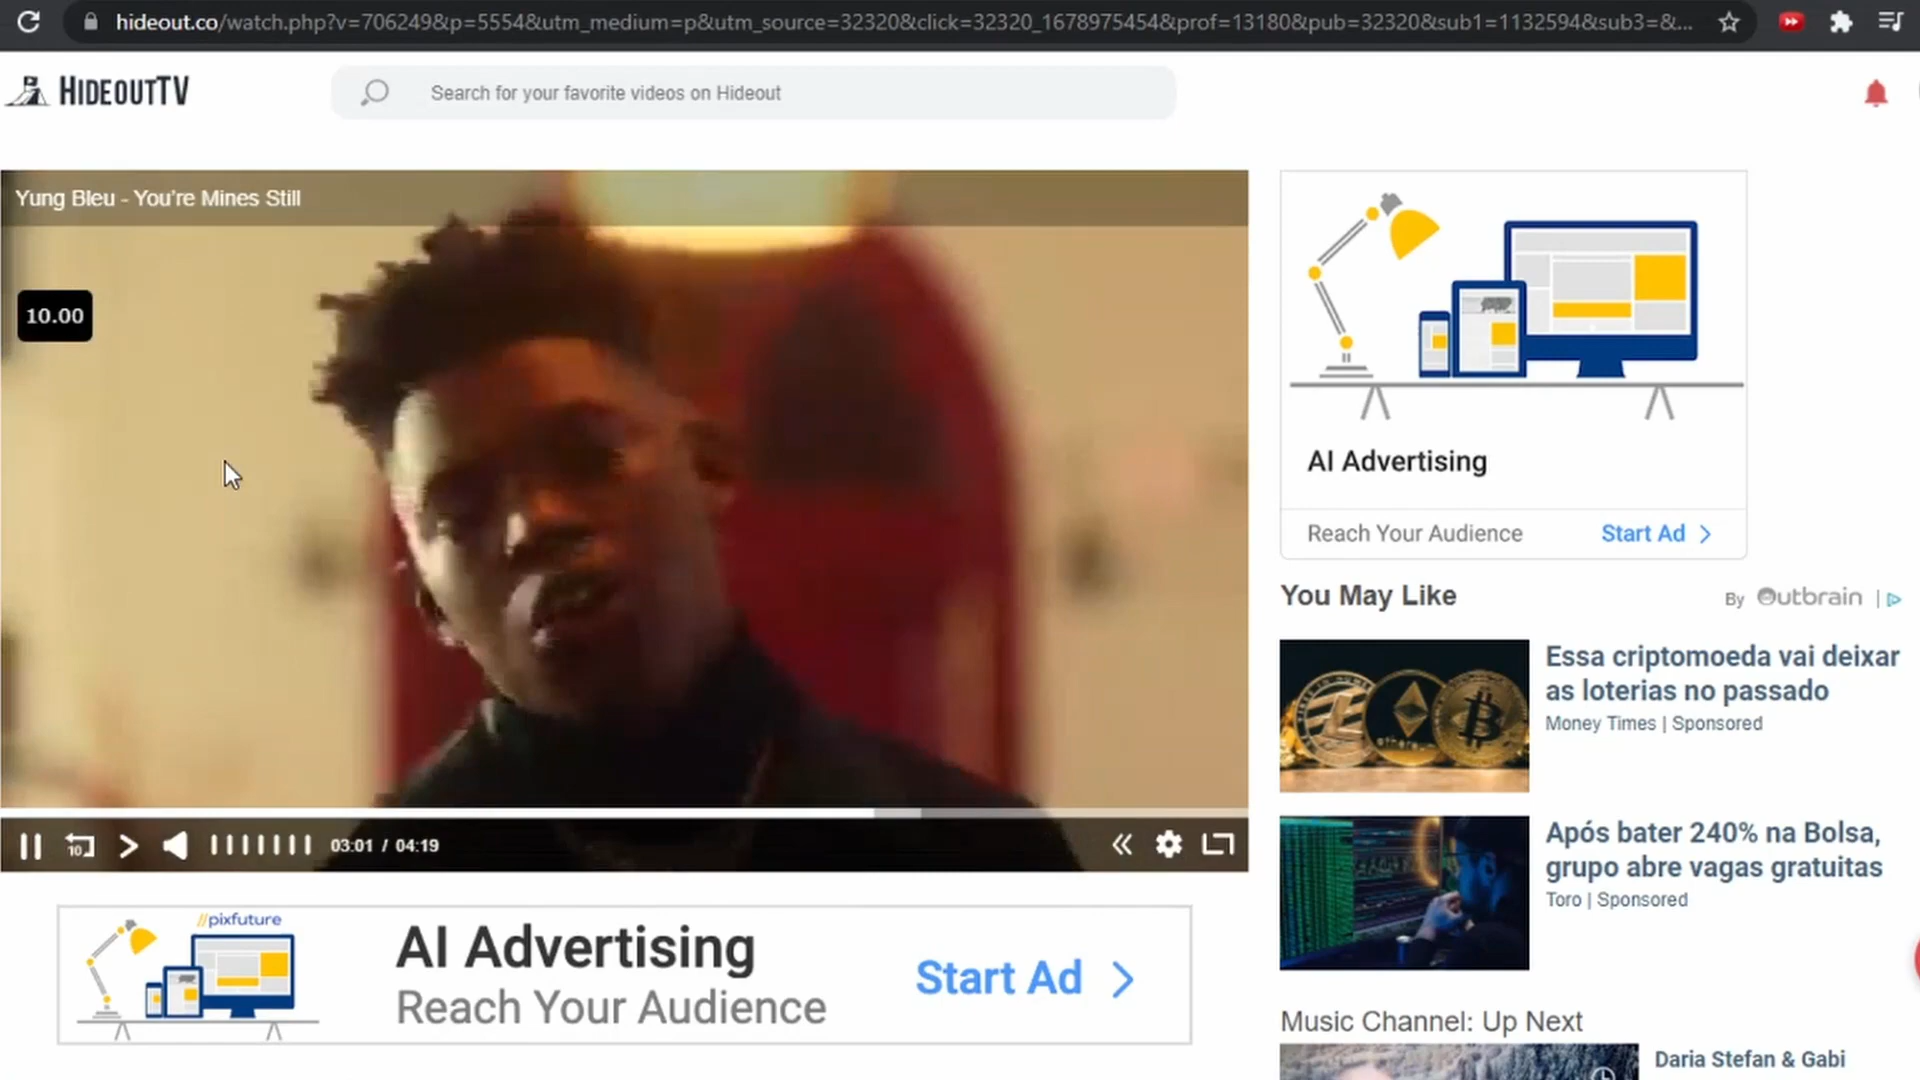 hideout.co/watch.php?v=706249&p=5554&utm_medium=p&utm_source=32320&click=32320_1678975454&prof=13180&pub=32320&sub1=1132594&sub3=&...
HIDEOUTTV
Search for your favorite videos on Hideout
Yung Bleu - You're Mines Still
10.00
10
03:01 / 04:19
AI Advertising
Reach Your Audience
Start Ad
You May Like
By Outbrain
Essa criptomoeda vai deixar
as loterias no passado
Money Times | Sponsored
Após bater 240% na Bolsa,
grupo abre vagas gratuitas
Toro | Sponsored
//pixfuture
AI Advertising
Reach Your Audience
Start Ad
Music Channel: Up Next
Daria Stefan & Gabi